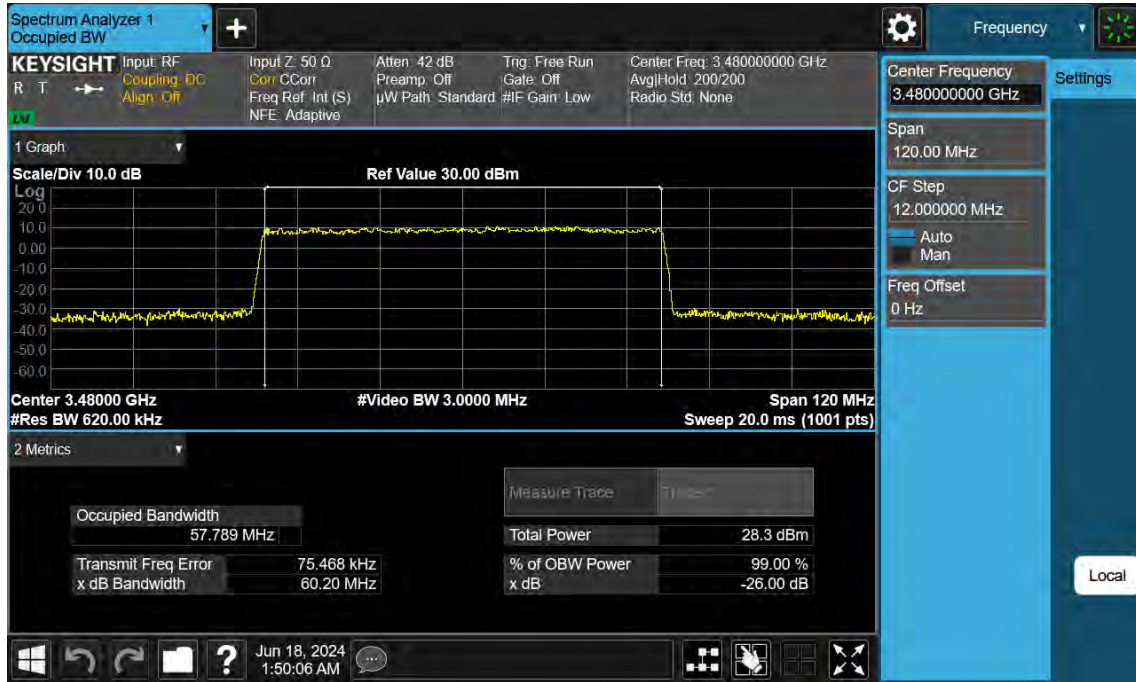 Spectrum Analyzer 1
Occupied BW
Frequency
KEYSIGHT
R T
LXI
Input: RF
Coupling: DC
Align: Off
Input Z: 50 Ω
Corr CCorr
Freq Ref: Int (S)
NFE: Adaptive
Atten: 42 dB
Preamp: Off
µW Path: Standard
Trig: Free Run
Gate: Off
#IF Gain: Low
Center Freq: 3.480000000 GHz
Avg|Hold: 200/200
Radio Std: None
Center Frequency
3.480000000 GHz
Settings
Span
120.00 MHz
CF Step
12.000000 MHz
Auto
Man
Freq Offset
0 Hz
1 Graph
Scale/Div 10.0 dB
Ref Value 30.00 dBm
Log
20.0
10.0
0.00
-10.0
-20.0
-30.0
-40.0
-50.0
-60.0
Center 3.48000 GHz
#Video BW 3.0000 MHz
Span 120 MHz
#Res BW 620.00 kHz
Sweep 20.0 ms (1001 pts)
2 Metrics
Measure Trace
Occupied Bandwidth
57.789 MHz
Total Power 28.3 dBm
Transmit Freq Error 75.468 kHz
% of OBW Power 99.00 %
x dB Bandwidth 60.20 MHz
x dB -26.00 dB
Local
Jun 18, 2024
1:50:06 AM